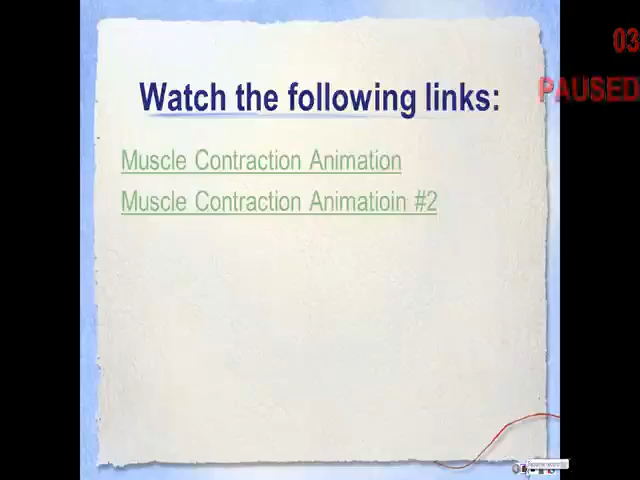 03
PAUSED
Watch the following links:
Muscle Contraction Animation
Muscle Contraction Animatioin #2